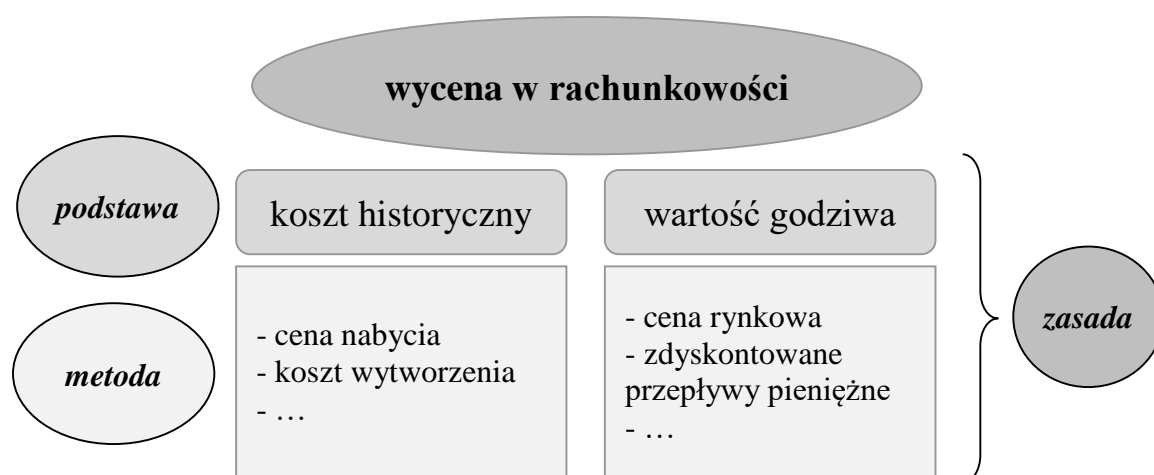 wycena w rachunkowości
podstawa
koszt historyczny
wartość godziwa
metoda
- cena nabycia
- koszt wytworzenia
- …
- cena rynkowa
- zdyskontowane
przepływy pieniężne
- …
zasada